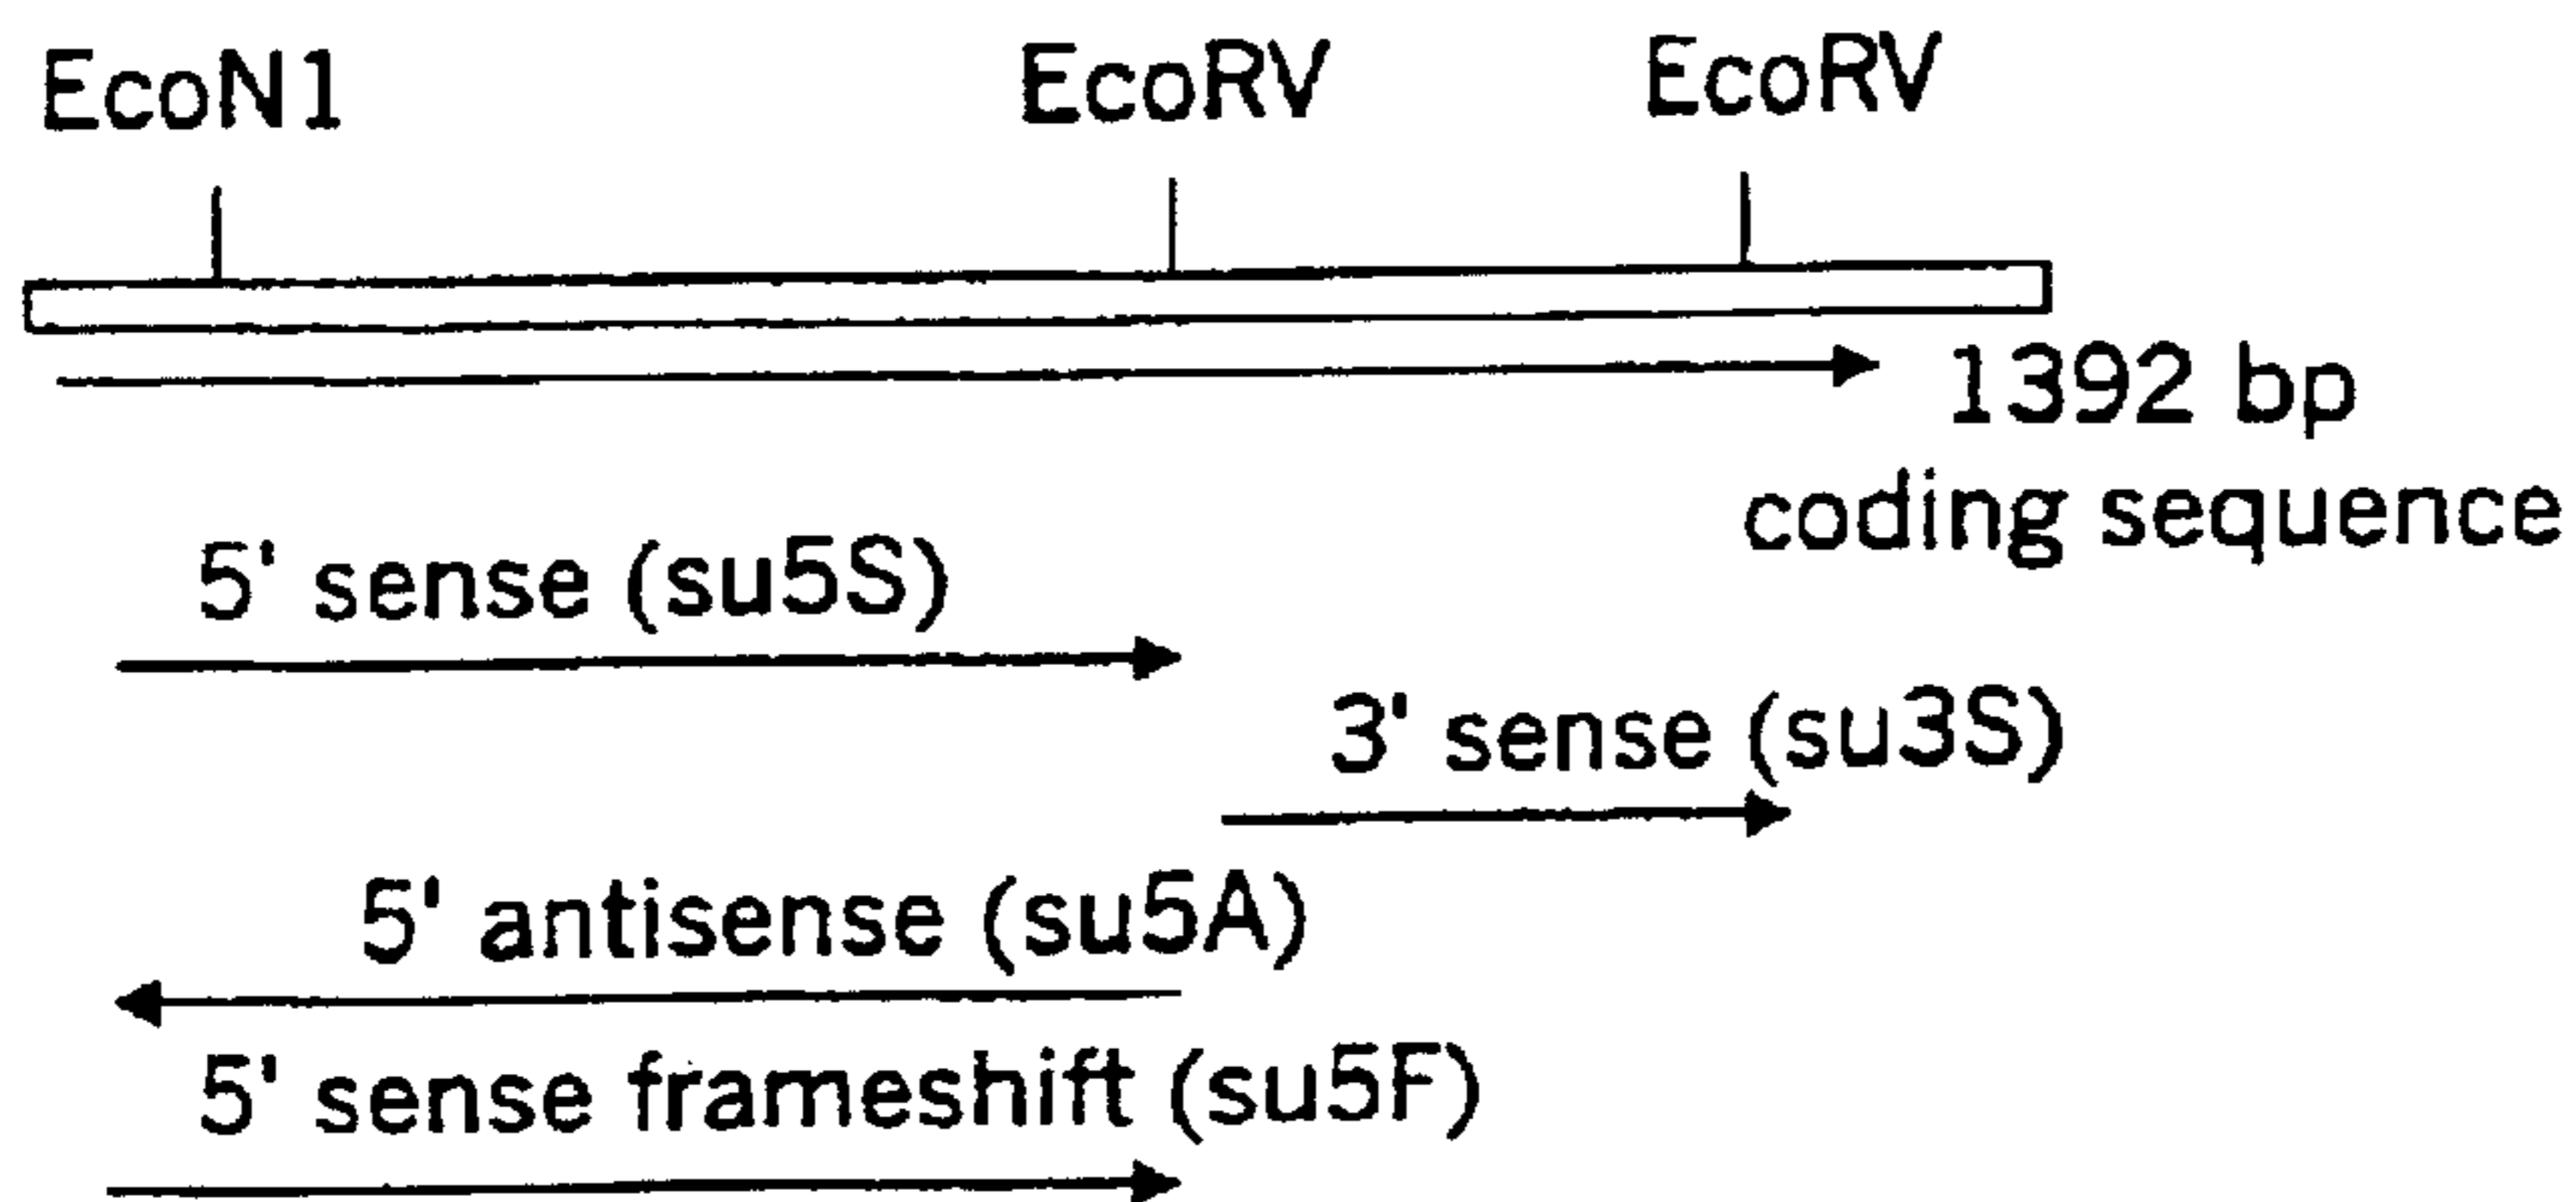 EcoN1 EcoRV EcoRV
1392 bp
coding sequence
5' sense (su5S)
3' sense (su3S)
5' antisense (su5A)
5' sense frameshift (su5F)